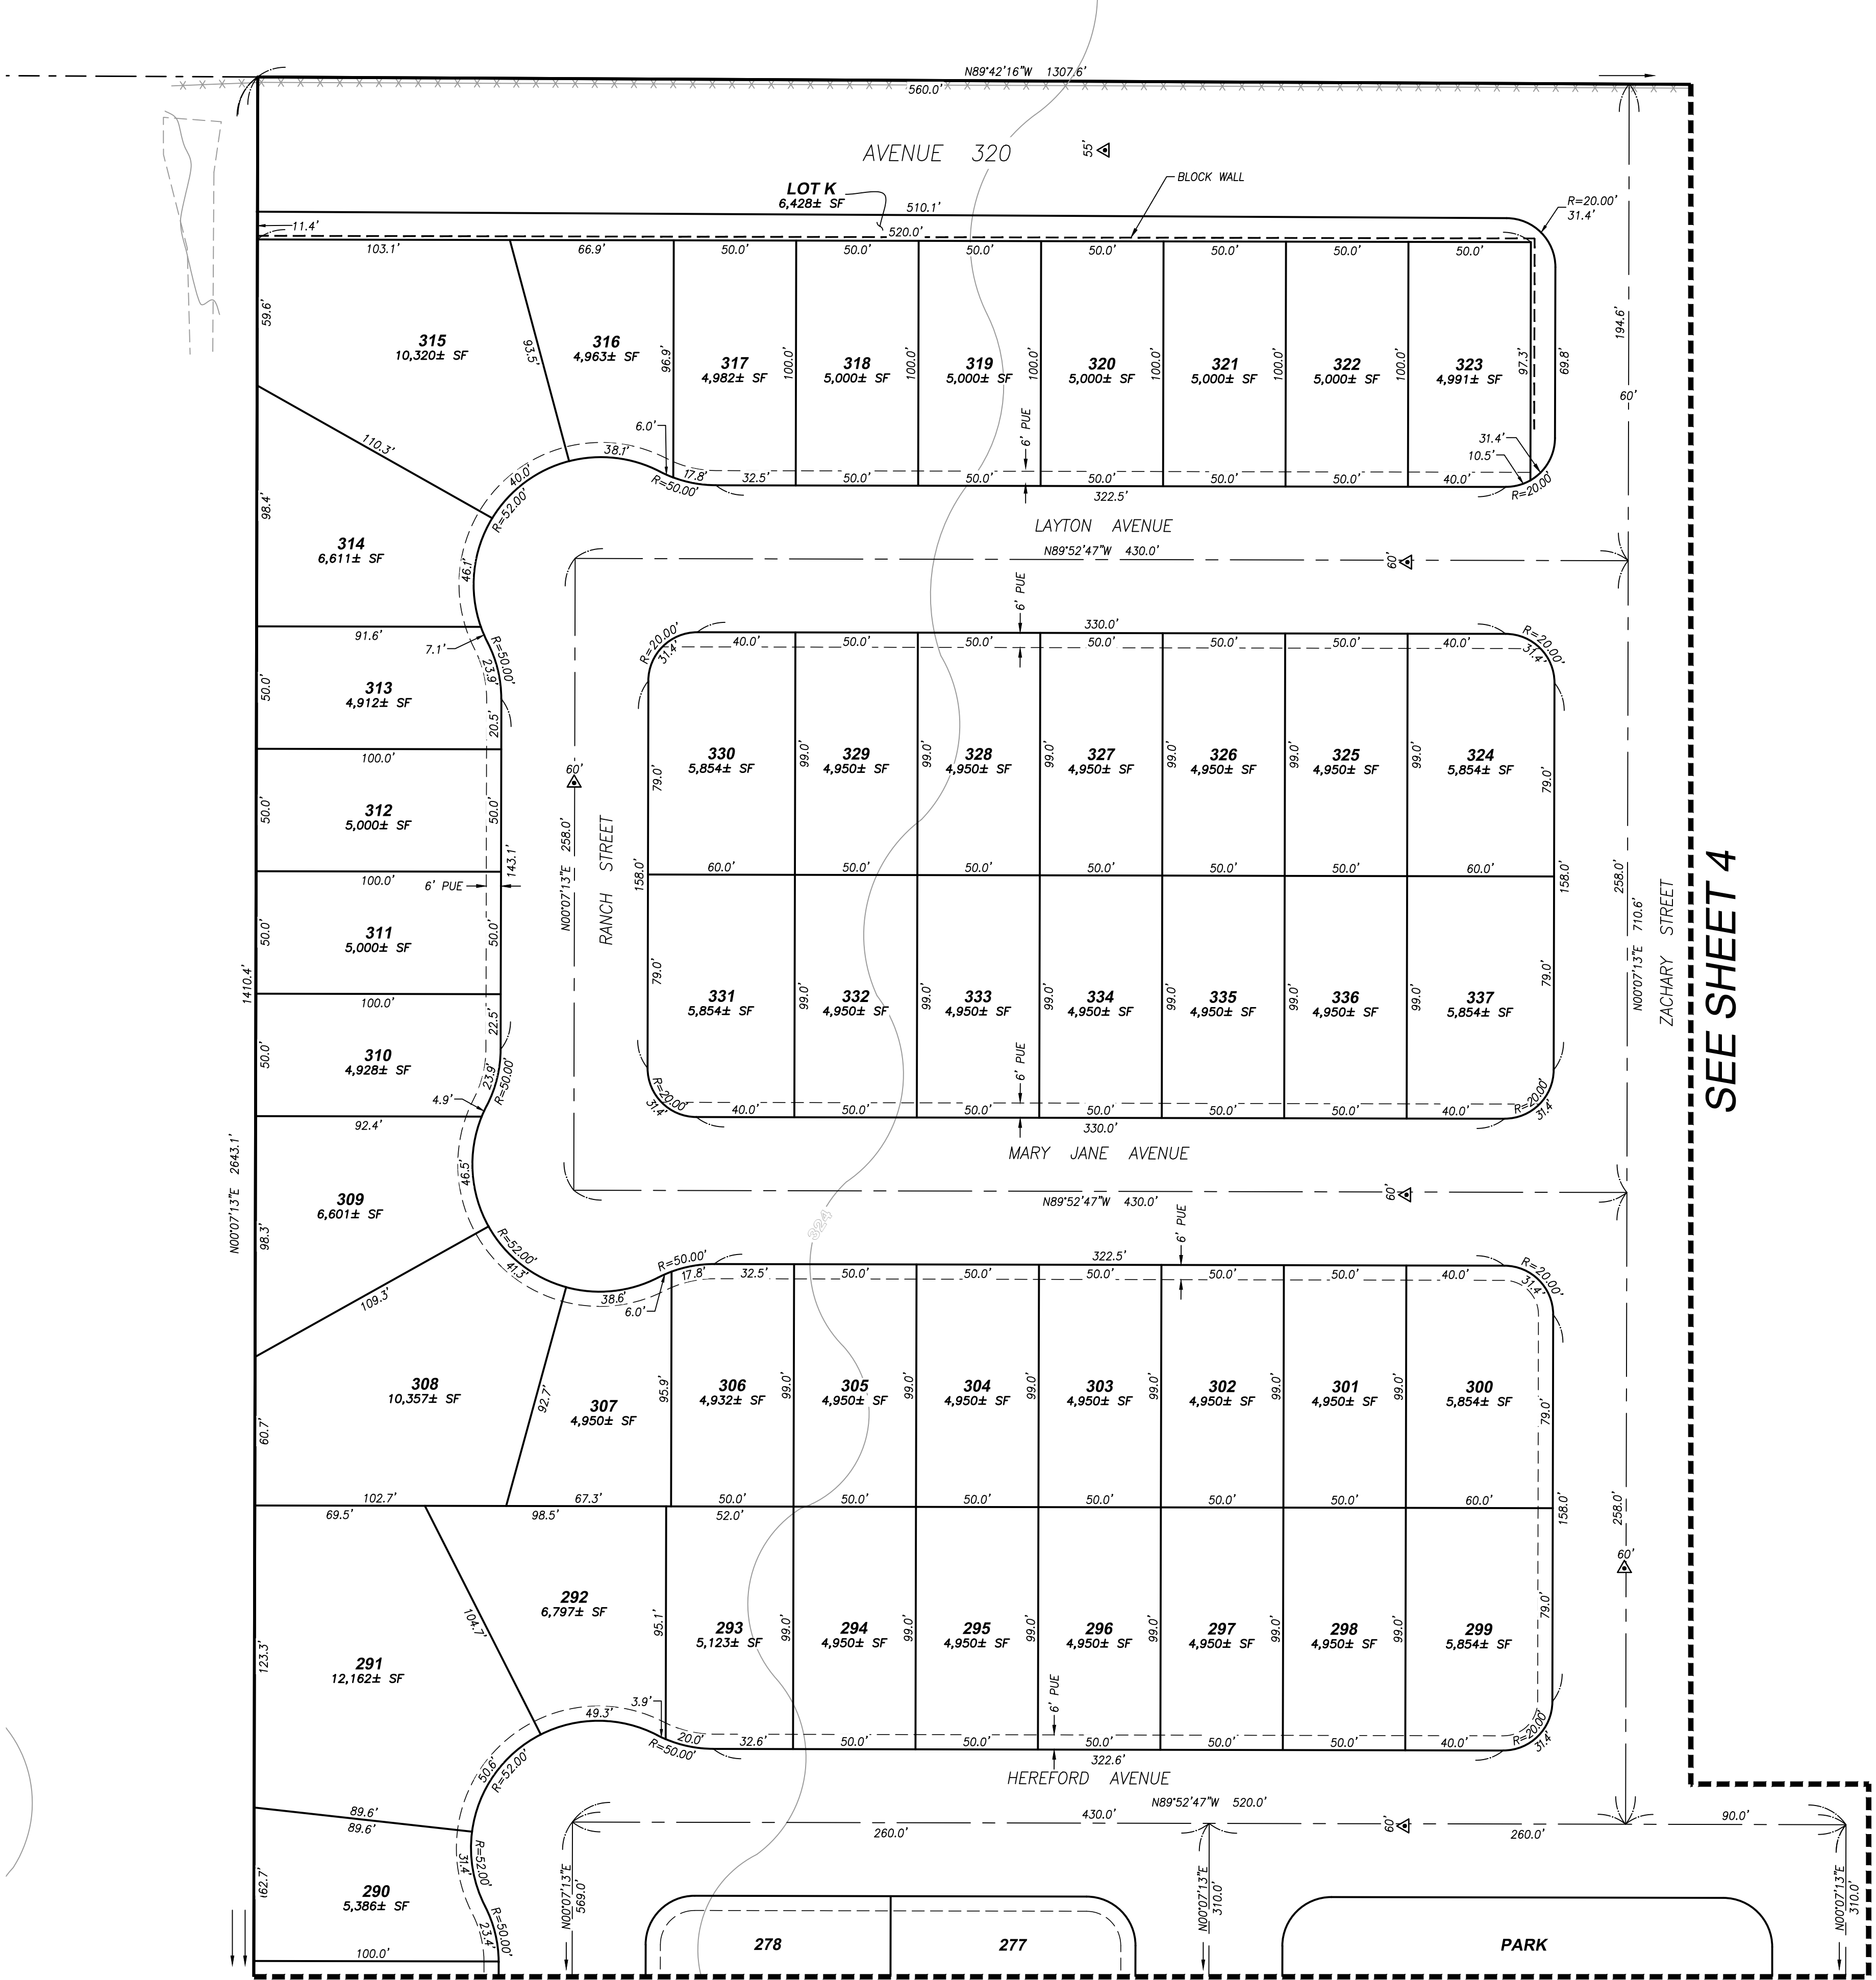 N89°42'16"W 1307.6'
560.0'
AVENUE 320
55'
BLOCK WALL
LOT K
6,428± SF
510.1'
R=20.00'
31.4'
11.4'
520.0'
103.1'
66.9'
50.0'
50.0'
50.0'
50.0'
50.0'
50.0'
50.0'
59.6'
315
10,320± SF
93.5'
316
4,963± SF
96.9'
317
4,982± SF
100.0'
318
5,000± SF
100.0'
319
5,000± SF
100.0'
320
5,000± SF
100.0'
321
5,000± SF
100.0'
322
5,000± SF
100.0'
323
4,991± SF
97.3'
69.8'
194.6'
60'
110.3'
40.0'
R=52.00'
38.1'
6.0'
17.8'
R=50.00'
32.5'
50.0'
50.0'
6' PUE
50.0'
50.0'
50.0'
40.0'
31.4'
10.5'
R=20.00'
322.5'
LAYTON AVENUE
N89°52'47"W 430.0'
60'
98.4'
314
6,611± SF
46.1'
91.6'
7.1'
R=50.00'
23.9'
6' PUE
330.0'
R=20.00'
31.4'
40.0'
50.0'
50.0'
50.0'
50.0'
50.0'
40.0'
R=20.00'
31.4'
50.0'
313
4,912± SF
20.5'
100.0'
60'
79.0'
330
5,854± SF
99.0'
329
4,950± SF
99.0'
328
4,950± SF
99.0'
327
4,950± SF
99.0'
326
4,950± SF
99.0'
325
4,950± SF
99.0'
324
5,854± SF
79.0'
50.0'
312
5,000± SF
50.0'
143.1'
100.0'
6' PUE
N00°07'13"E 258.0'
RANCH STREET
158.0'
60.0'
50.0'
50.0'
50.0'
50.0'
50.0'
60.0'
158.0'
258.0'
N00°07'13"E 710.6'
ZACHARY STREET
SEE SHEET 4
50.0'
311
5,000± SF
50.0'
1410.4'
100.0'
79.0'
331
5,854± SF
99.0'
332
4,950± SF
99.0'
333
4,950± SF
99.0'
334
4,950± SF
99.0'
335
4,950± SF
99.0'
336
4,950± SF
99.0'
337
5,854± SF
79.0'
50.0'
310
4,928± SF
22.5'
23.9'
R=50.00'
4.9'
92.4'
R=20.00'
31.4'
40.0'
50.0'
50.0'
6' PUE
50.0'
50.0'
50.0'
40.0'
R=20.00'
31.4'
330.0'
MARY JANE AVENUE
N89°52'47"W 430.0'
60'
N00°07'13"E 2643.1'
98.3'
309
6,601± SF
46.5'
324
R=52.00'
41.3'
109.3'
38.6'
6.0'
R=50.00'
17.8'
32.5'
322.5'
6' PUE
50.0'
50.0'
50.0'
50.0'
50.0'
40.0'
R=20.00'
31.4'
308
10,357± SF
60.7'
92.7'
307
4,950± SF
95.9'
306
4,932± SF
99.0'
305
4,950± SF
99.0'
304
4,950± SF
99.0'
303
4,950± SF
99.0'
302
4,950± SF
99.0'
301
4,950± SF
99.0'
300
5,854± SF
79.0'
102.7'
67.3'
50.0'
50.0'
50.0'
50.0'
50.0'
50.0'
60.0'
69.5'
98.5'
52.0'
158.0'
258.0'
60'
123.3'
291
12,162± SF
104.7'
292
6,797± SF
95.1'
293
5,123± SF
99.0'
294
4,950± SF
99.0'
295
4,950± SF
99.0'
296
4,950± SF
99.0'
297
4,950± SF
99.0'
298
4,950± SF
99.0'
299
5,854± SF
79.0'
3.9'
49.3'
50.6'
R=52.00'
20.0'
R=50.00'
32.6'
50.0'
50.0'
6' PUE
50.0'
50.0'
50.0'
40.0'
R=20.00'
31.4'
322.6'
HEREFORD AVENUE
N89°52'47"W 520.0'
430.0'
60'
90.0'
260.0'
260.0'
89.6'
89.6'
R=52.00'
31.4'
162.7'
290
5,386± SF
R=50.00'
23.4'
100.0'
N00°07'13"E
569.0'
N00°07'13"E
310.0'
N00°07'13"E
310.0'
278
277
PARK